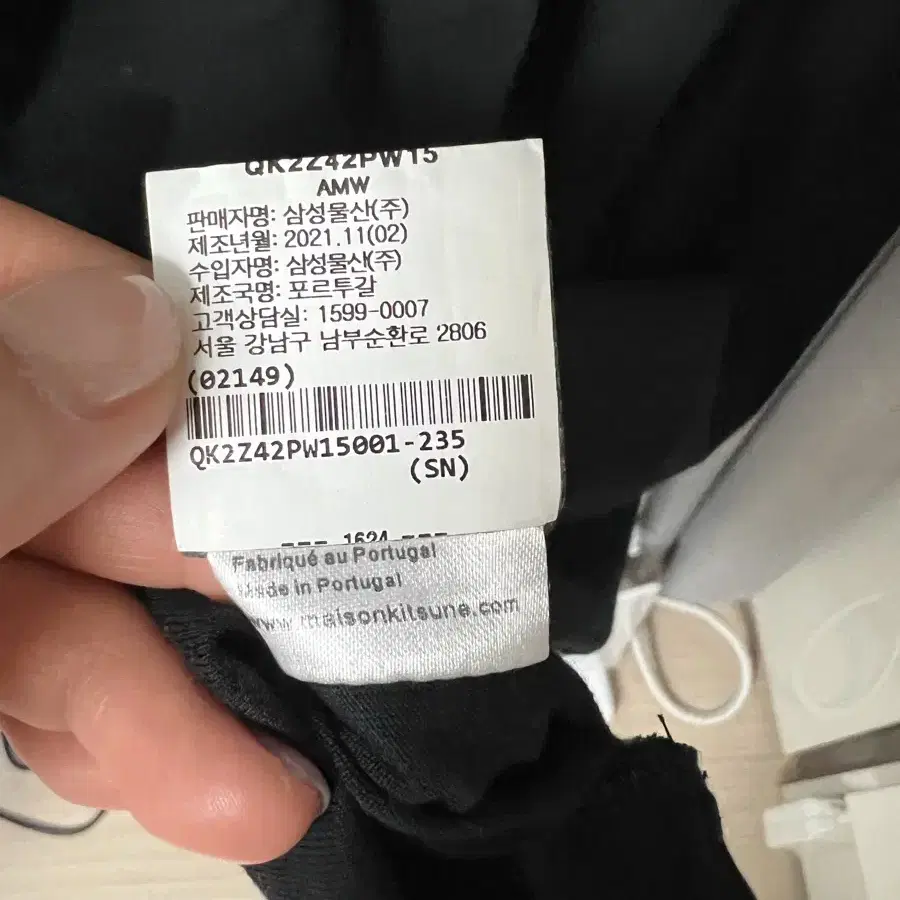 QK2Z42PW15
AMW
판매자명: 삼성물산(주)
제조년월: 2021.11(02)
수입자명: 삼성물산(주)
제조국명: 포르투갈
고객상담실: 1599-0007
서울 강남구 남부순환로 2806
(02149)
QK2Z42PW15001-235
(SN)
--- 1624 ---
Fabriqué au Portugal
Made in Portugal
www.maisonkitsune.com